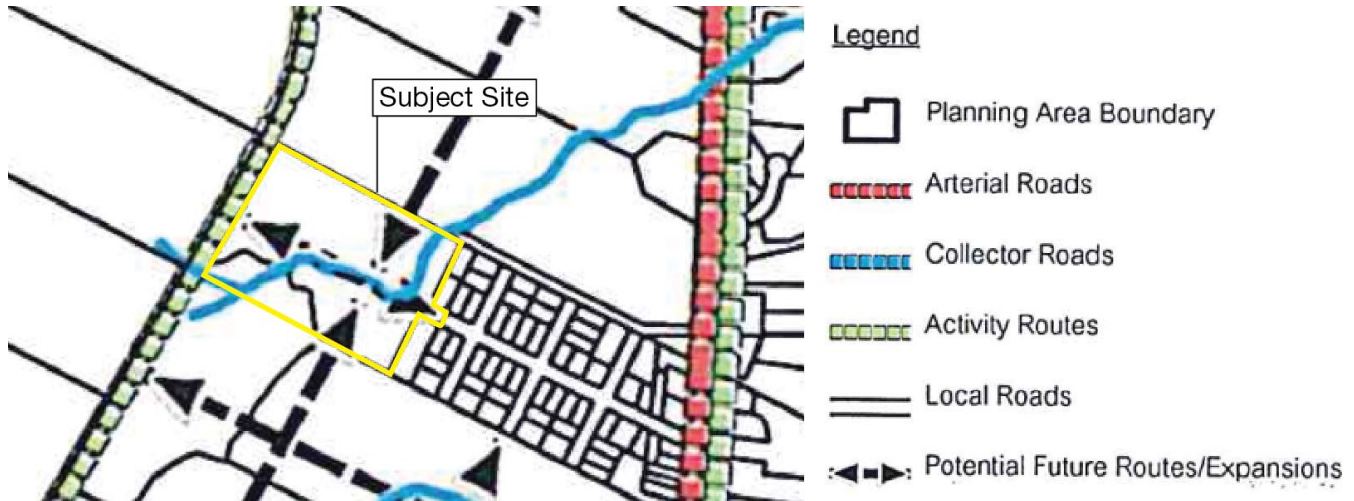 Subject Site
Legend
Planning Area Boundary
Arterial Roads
Collector Roads
Activity Routes
Local Roads
Potential Future Routes/Expansions